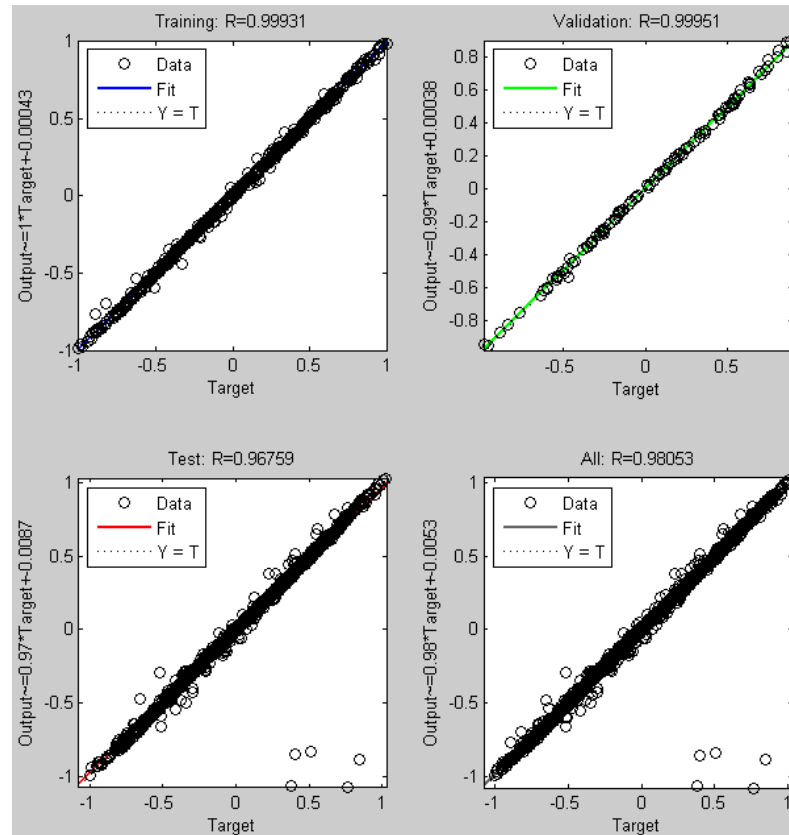 Training: R=0.99931
Output~=1*Target+-0.00043
Data
Fit
Y = T
1
0.5
0
-0.5
-1
-1
-0.5
0
0.5
1
Target
Validation: R=0.99951
Output~=0.99*Target+0.00038
Data
Fit
Y = T
0.8
0.6
0.4
0.2
0
-0.2
-0.4
-0.6
-0.8
-0.5
0
0.5
Target
Test: R=0.96759
Output~=0.97*Target+-0.0087
Data
Fit
Y = T
1
0.5
0
-0.5
-1
-1
-0.5
0
0.5
1
Target
All: R=0.98053
Output~=0.98*Target+-0.0053
Data
Fit
Y = T
1
0.5
0
-0.5
-1
-1
-0.5
0
0.5
1
Target